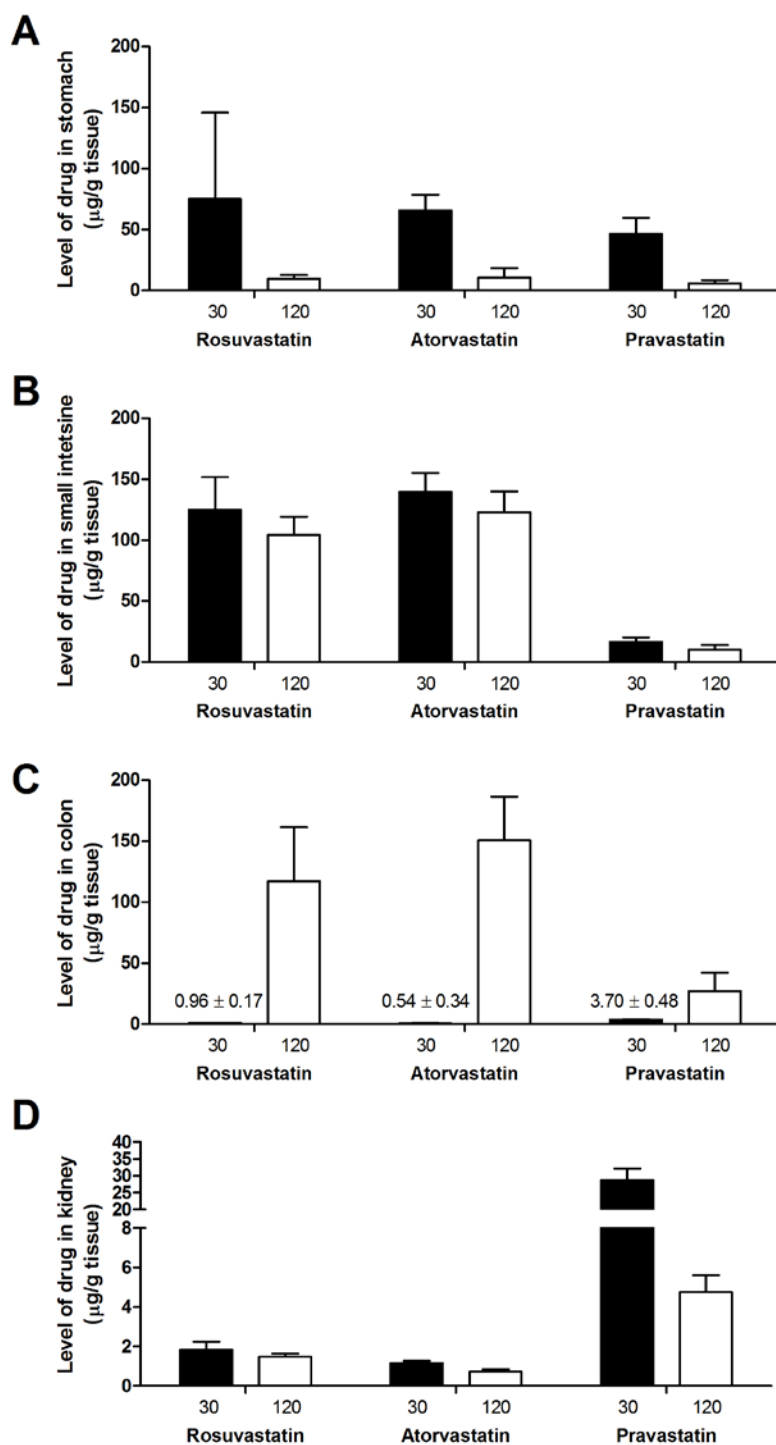 A
Level of drug in stomach
(µg/g tissue)
200
150
100
50
0
30 120 30 120 30 120
Rosuvastatin Atorvastatin Pravastatin
B
Level of drug in small intetsine
(µg/g tissue)
200
150
100
50
0
30 120 30 120 30 120
Rosuvastatin Atorvastatin Pravastatin
C
Level of drug in colon
(µg/g tissue)
200
150
100
50
0
0.96 ± 0.17 0.54 ± 0.34 3.70 ± 0.48
30 120 30 120 30 120
Rosuvastatin Atorvastatin Pravastatin
D
Level of drug in kidney
(µg/g tissue)
40
35
30
25
20
8
6
4
2
0
30 120 30 120 30 120
Rosuvastatin Atorvastatin Pravastatin